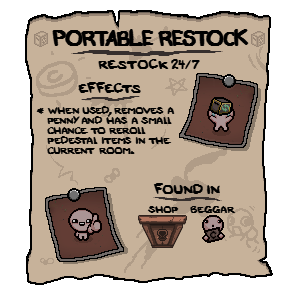 PORTABLE RESTOCK
RESTOCK 24/7
EFFECTS
* WHEN USED, REMOVES A
PENNY AND HAS A SMALL
CHANCE TO REROLL
PEDESTAL ITEMS IN THE
CURRENT ROOM.
FOUND IN
SHOP BEGGAR